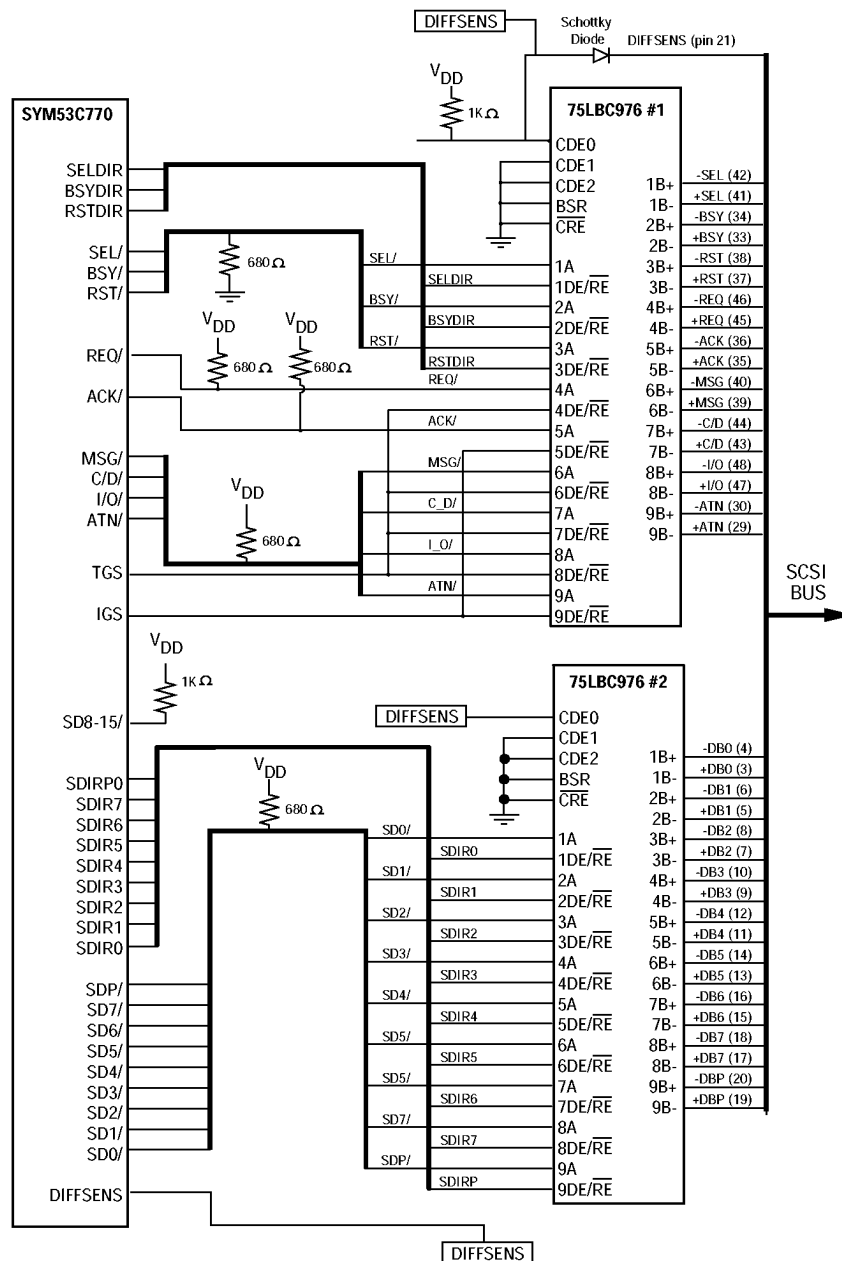 DIFFSENS
Schottky
Diode
DIFFSENS (pin 21)
VDD
1KΩ
SYM53C770
75LBC976 #1
SELDIR
BSYDIR
RSTDIR
SEL/
BSY/
RST/
680Ω
VDD
680Ω
680Ω
REQ/
ACK/
MSG/
C/D/
I/O/
ATN/
VDD
680Ω
TGS
IGS
SEL/
SELDIR
BSY/
BSYDIR
RST/
RSTDIR
REQ/
ACK/
MSG/
C_D/
I_O/
ATN/
CDE0
CDE1
CDE2
BSR
CRE
1A
1DE/RE
2A
2DE/RE
3A
3DE/RE
4A
4DE/RE
5A
5DE/RE
6A
6DE/RE
7A
7DE/RE
8A
8DE/RE
9A
9DE/RE
1B+ -SEL (42)
1B- +SEL (41)
2B+ -BSY (34)
2B- +BSY (33)
3B+ -RST (38)
3B- +RST (37)
4B+ -REQ (46)
4B- +REQ (45)
5B+ -ACK (36)
5B- +ACK (35)
6B+ -MSG (40)
6B- +MSG (39)
7B+ -C/D (44)
7B- +C/D (43)
8B+ -I/O (48)
8B- +I/O (47)
9B+ -ATN (30)
9B- +ATN (29)
SCSI
BUS
VDD
1KΩ
SD8-15/
75LBC976 #2
DIFFSENS
SDIRP0
SDIR7
SDIR6
SDIR5
SDIR4
SDIR3
SDIR2
SDIR1
SDIR0
VDD
680Ω
SDP/
SD7/
SD6/
SD5/
SD4/
SD3/
SD2/
SD1/
SD0/
DIFFSENS
SD0/
SDIR0
SD1/
SDIR1
SD2/
SDIR2
SD3/
SDIR3
SD4/
SDIR4
SD5/
SDIR5
SD5/
SDIR6
SD7/
SDIR7
SDP/
SDIRP
CDE0
CDE1
CDE2
BSR
CRE
1A
1DE/RE
2A
2DE/RE
3A
3DE/RE
4A
4DE/RE
5A
5DE/RE
6A
6DE/RE
7A
7DE/RE
8A
8DE/RE
9A
9DE/RE
1B+ -DB0 (4)
1B- +DB0 (3)
2B+ -DB1 (6)
2B- +DB1 (5)
3B+ -DB2 (8)
3B- +DB2 (7)
4B+ -DB3 (10)
4B- +DB3 (9)
5B+ -DB4 (12)
5B- +DB4 (11)
6B+ -DB5 (14)
6B- +DB5 (13)
7B+ -DB6 (16)
7B- +DB6 (15)
8B+ -DB7 (18)
8B- +DB7 (17)
9B+ -DBP (20)
9B- +DBP (19)
DIFFSENS